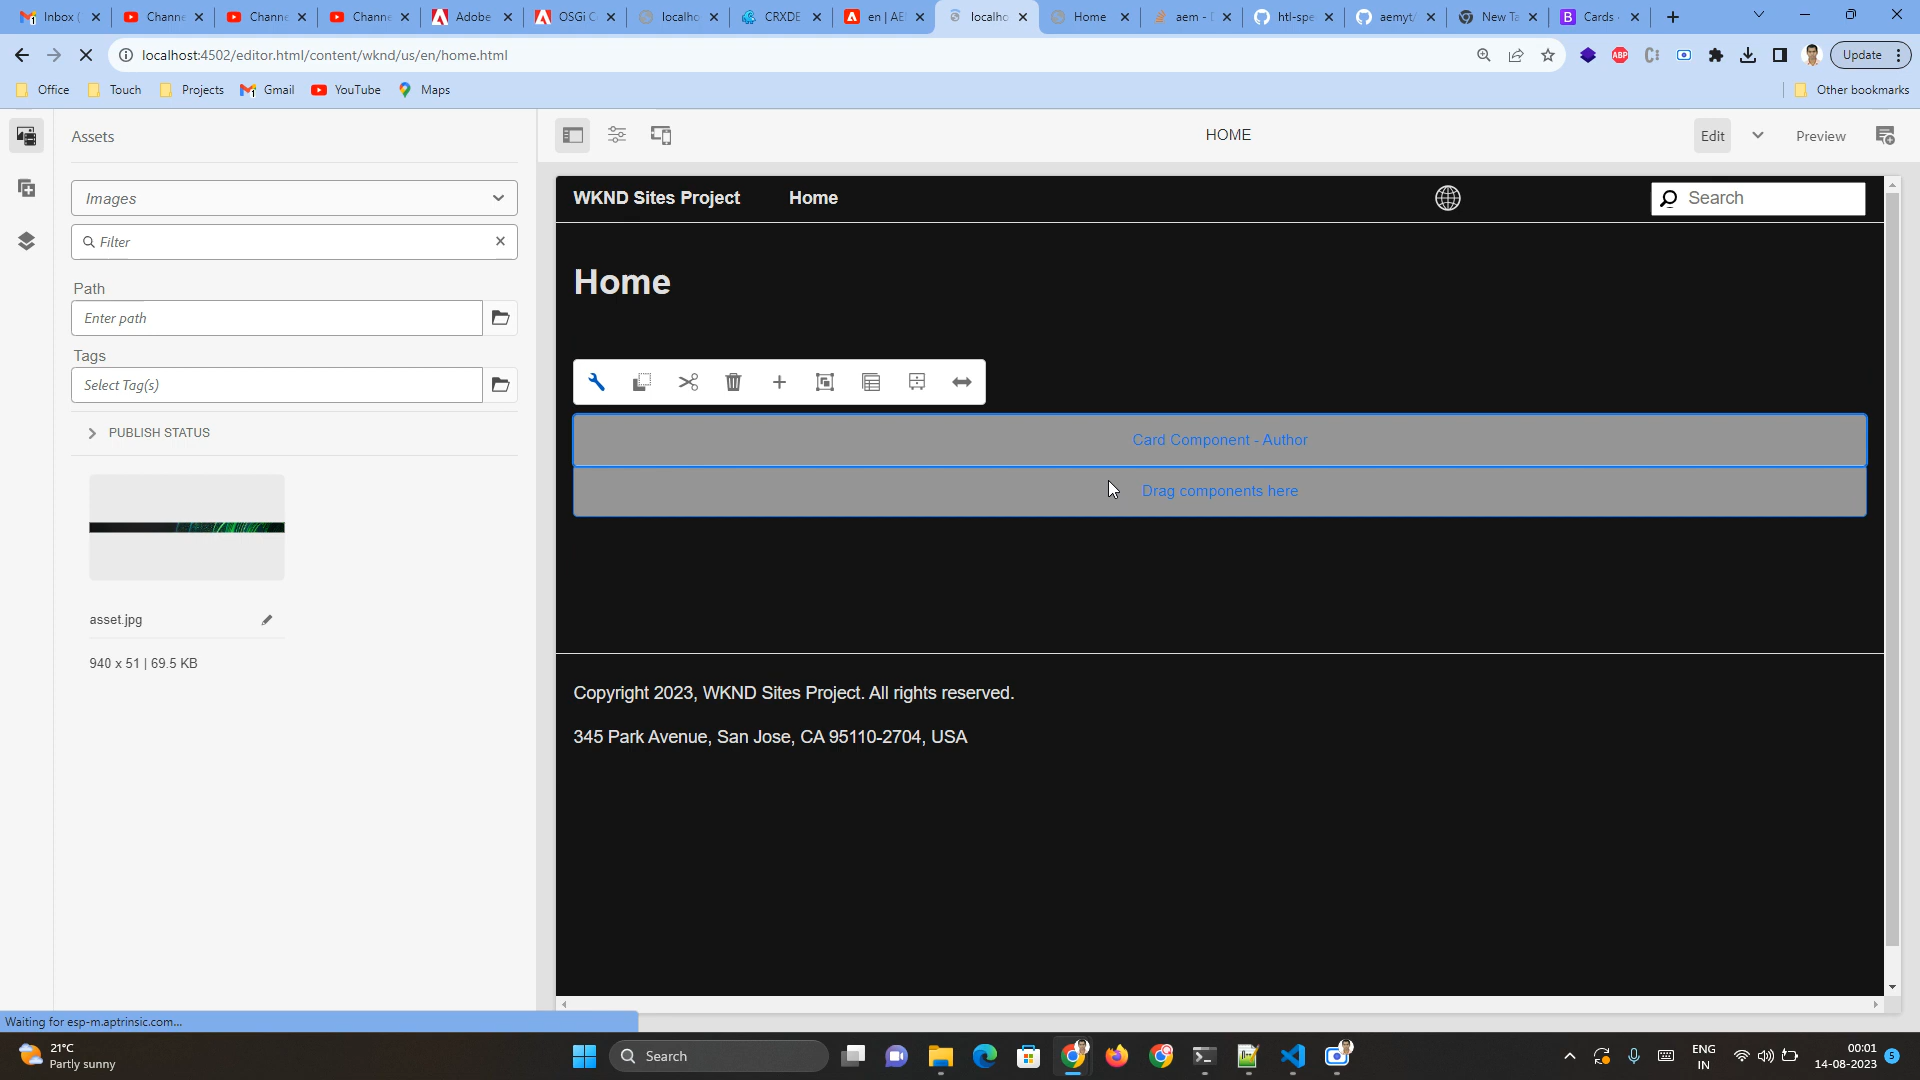 Inbox (
Channe
Channe
Channe
Adobe
OSGi C
localho
CRXDE
en | AE
localho
Home
aem - [
htl-spe
aemyt/
New Ta
Cards ·
localhost:4502/editor.html/content/wknd/us/en/home.html
ABP
Update
Office
Touch
Projects
Gmail
YouTube
Maps
Other bookmarks
Assets
HOME
Edit
Preview
Images
Filter
Path
Enter path
Tags
Select Tag(s)
PUBLISH STATUS
asset.jpg
940 x 51 | 69.5 KB
WKND Sites Project
Home
Search
Home
Card Component - Author
Drag components here
Copyright 2023, WKND Sites Project. All rights reserved.
345 Park Avenue, San Jose, CA 95110-2704, USA
Waiting for esp-m.aptrinsic.com...
21°C
Partly sunny
Search
ENG
IN
00:01
14-08-2023
5